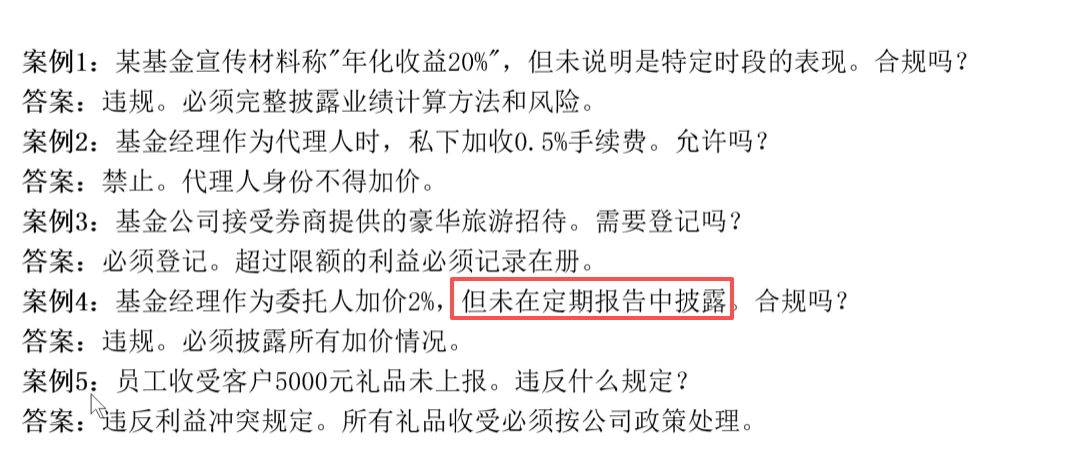 案例1：某基金宣传材料称"年化收益20%"，但未说明是特定时段的表现。合规吗？
答案：违规。必须完整披露业绩计算方法和风险。
案例2：基金经理作为代理人时，私下加收0.5%手续费。允许吗？
答案：禁止。代理人身份不得加价。
案例3：基金公司接受券商提供的豪华旅游招待。需要登记吗？
答案：必须登记。超过限额的利益必须记录在册。
案例4：基金经理作为委托人加价2%，但未在定期报告中披露。合规吗？
答案：违规。必须披露所有加价情况。
案例5：员工收受客户5000元礼品未上报。违反什么规定？
答案：违反利益冲突规定。所有礼品收受必须按公司政策处理。